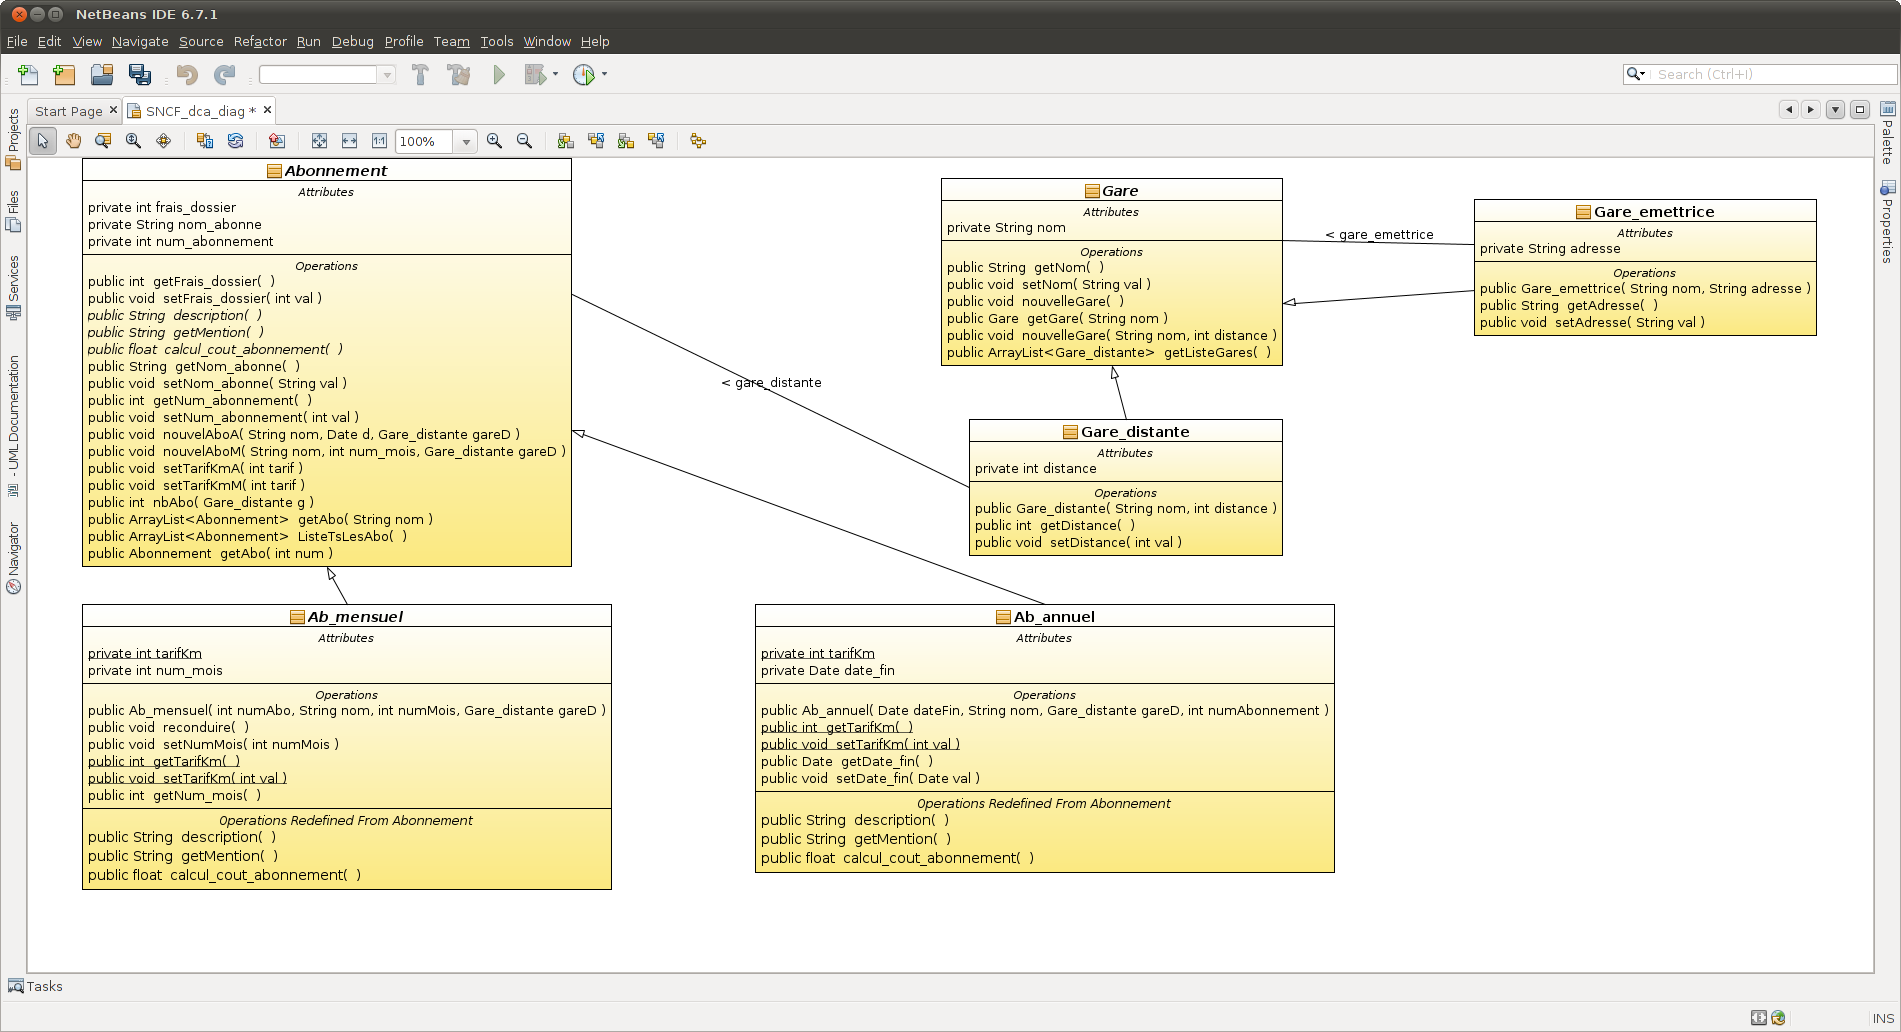 NetBeans IDE 6.7.1
File Edit View Navigate Source Refactor Run Debug Profile Team Tools Window Help
Search (Ctrl+I)
Start Page
SNCF_dca_diag *
100%
Projects
Files
Services
UML Documentation
Navigator
Palette
Properties
Abonnement
Attributes
private int frais_dossier
private String nom_abonne
private int num_abonnement
Operations
public int getFrais_dossier( )
public void setFrais_dossier( int val )
public String description( )
public String getMention( )
public float calcul_cout_abonnement( )
public String getNom_abonne( )
public void setNom_abonne( String val )
public int getNum_abonnement( )
public void setNum_abonnement( int val )
public void nouvelAboA( String nom, Date d, Gare_distante gareD )
public void nouvelAboM( String nom, int num_mois, Gare_distante gareD )
public void setTarifKmA( int tarif )
public void setTarifKmM( int tarif )
public int nbAbo( Gare_distante g )
public ArrayList<Abonnement> getAbo( String nom )
public ArrayList<Abonnement> ListeTsLesAbo( )
public Abonnement getAbo( int num )
< gare_distante
Gare
Attributes
private String nom
Operations
public String getNom( )
public void setNom( String val )
public void nouvelleGare( )
public Gare getGare( String nom )
public void nouvelleGare( String nom, int distance )
public ArrayList<Gare_distante> getListeGares( )
< gare_emettrice
Gare_emettrice
Attributes
private String adresse
Operations
public Gare_emettrice( String nom, String adresse )
public String getAdresse( )
public void setAdresse( String val )
Gare_distante
Attributes
private int distance
Operations
public Gare_distante( String nom, int distance )
public int getDistance( )
public void setDistance( int val )
Ab_mensuel
Attributes
private int tarifKm
private int num_mois
Operations
public Ab_mensuel( int numAbo, String nom, int numMois, Gare_distante gareD )
public void reconduire( )
public void setNumMois( int numMois )
public int getTarifKm( )
public void setTarifKm( int val )
public int getNum_mois( )
Operations Redefined From Abonnement
public String description( )
public String getMention( )
public float calcul_cout_abonnement( )
Ab_annuel
Attributes
private int tarifKm
private Date date_fin
Operations
public Ab_annuel( Date dateFin, String nom, Gare_distante gareD, int numAbonnement )
public int getTarifKm( )
public void setTarifKm( int val )
public Date getDate_fin( )
public void setDate_fin( Date val )
Operations Redefined From Abonnement
public String description( )
public String getMention( )
public float calcul_cout_abonnement( )
Tasks
INS